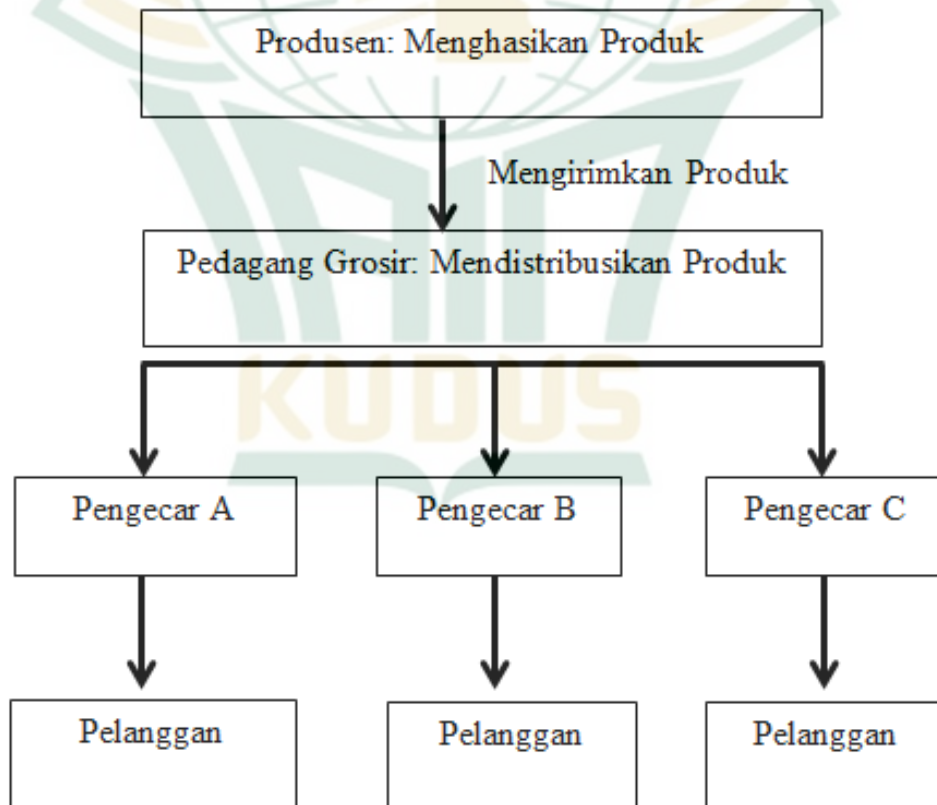 Produsen: Menghasikan Produk
Mengirimkan Produk
Pedagang Grosir: Mendistribusikan Produk
KUDUS
Pengecar A
Pengecar B
Pengecar C
Pelanggan
Pelanggan
Pelanggan